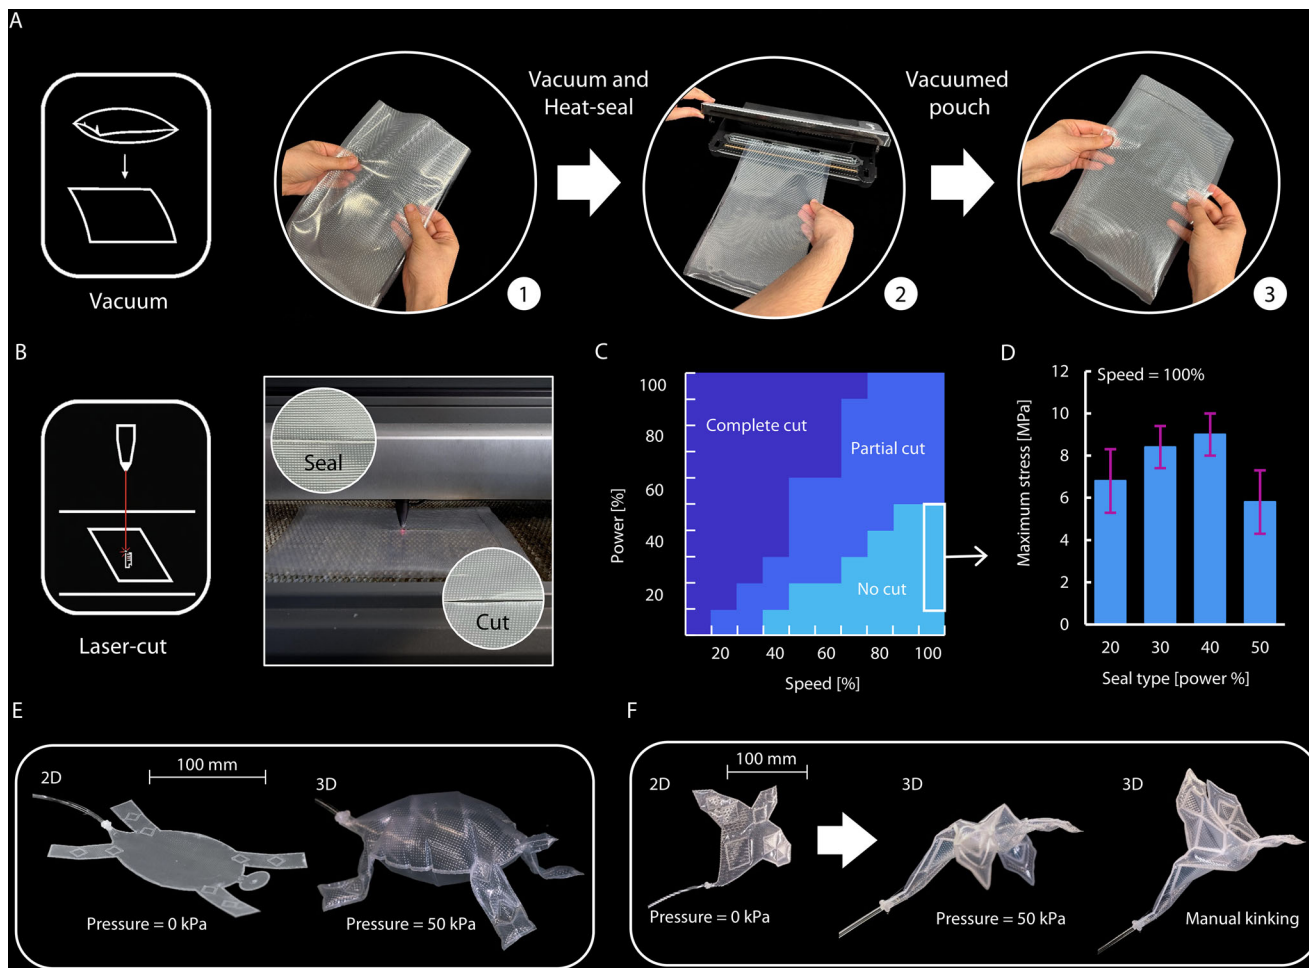 A
Vacuum and
Heat-seal
Vacuumed
pouch
Vacuum
1
2
3
B
Seal
Cut
Laser-cut
C
100
80
60
40
20
Power [%]
Complete cut
Partial cut
No cut
20 40 60 80 100
Speed [%]
D
Speed = 100%
12
10
8
6
4
2
0
Maximum stress [MPa]
20 30 40 50
Seal type [power %]
E
2D
100 mm
3D
Pressure = 0 kPa
Pressure = 50 kPa
F
2D
100 mm
3D
3D
Pressure = 0 kPa
Pressure = 50 kPa
Manual kinking